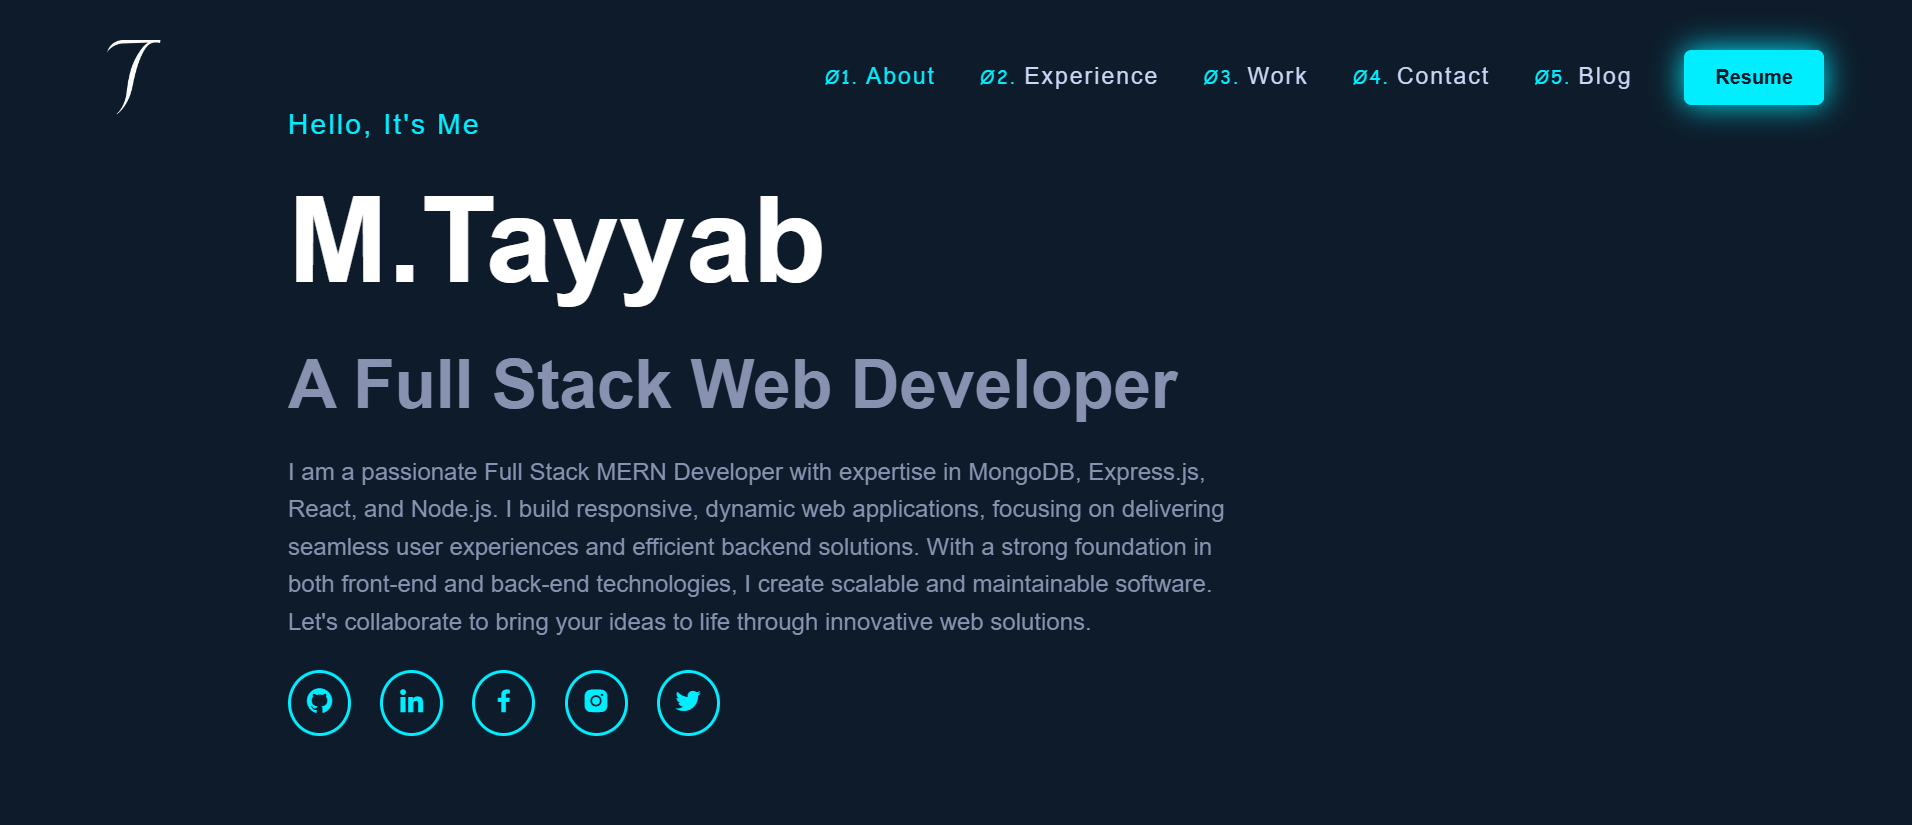 T
Ø1. About Ø2. Experience Ø3. Work Ø4. Contact Ø5. Blog Resume
Hello, It's Me
M.Tayyab
A Full Stack Web Developer
I am a passionate Full Stack MERN Developer with expertise in MongoDB, Express.js,
React, and Node.js. I build responsive, dynamic web applications, focusing on delivering
seamless user experiences and efficient backend solutions. With a strong foundation in
both front-end and back-end technologies, I create scalable and maintainable software.
Let's collaborate to bring your ideas to life through innovative web solutions.